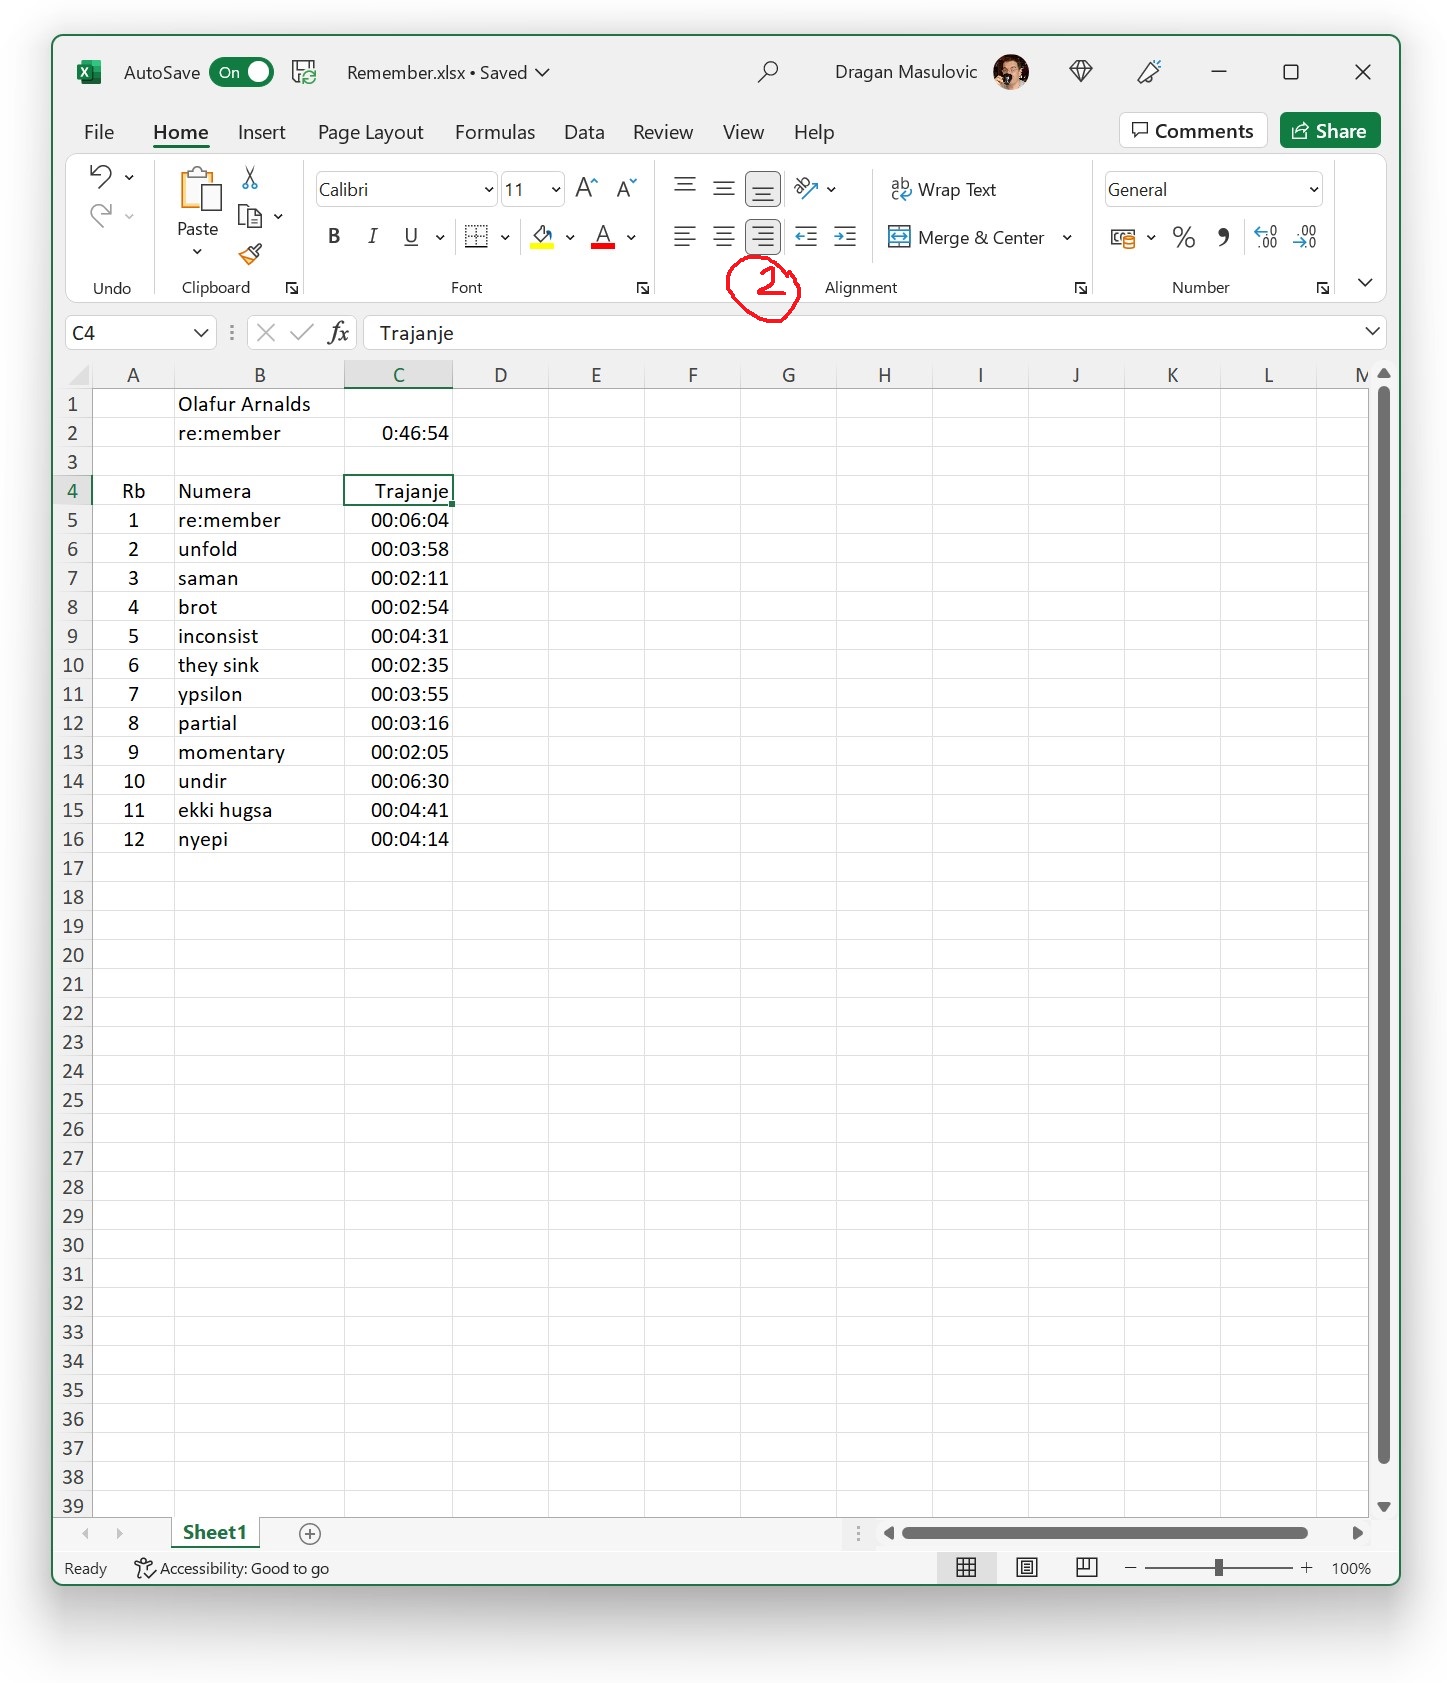 AutoSave On Remember.xlsx • Saved Dragan Masulovic
File Home Insert Page Layout Formulas Data Review View Help Comments Share
Calibri 11 ab Wrap Text General
Paste B I U A Merge & Center % .00 .00
Undo Clipboard Font 2 Alignment Number
C4 fx Trajanje
A B C D E F G H I J K L M
1 Olafur Arnalds
2 re:member 0:46:54
3
4 Rb Numera Trajanje
5 1 re:member 00:06:04
6 2 unfold 00:03:58
7 3 saman 00:02:11
8 4 brot 00:02:54
9 5 inconsist 00:04:31
10 6 they sink 00:02:35
11 7 ypsilon 00:03:55
12 8 partial 00:03:16
13 9 momentary 00:02:05
14 10 undir 00:06:30
15 11 ekki hugsa 00:04:41
16 12 nyepi 00:04:14
17
18
19
20
21
22
23
24
25
26
27
28
29
30
31
32
33
34
35
36
37
38
39
Sheet1
Ready Accessibility: Good to go 100%